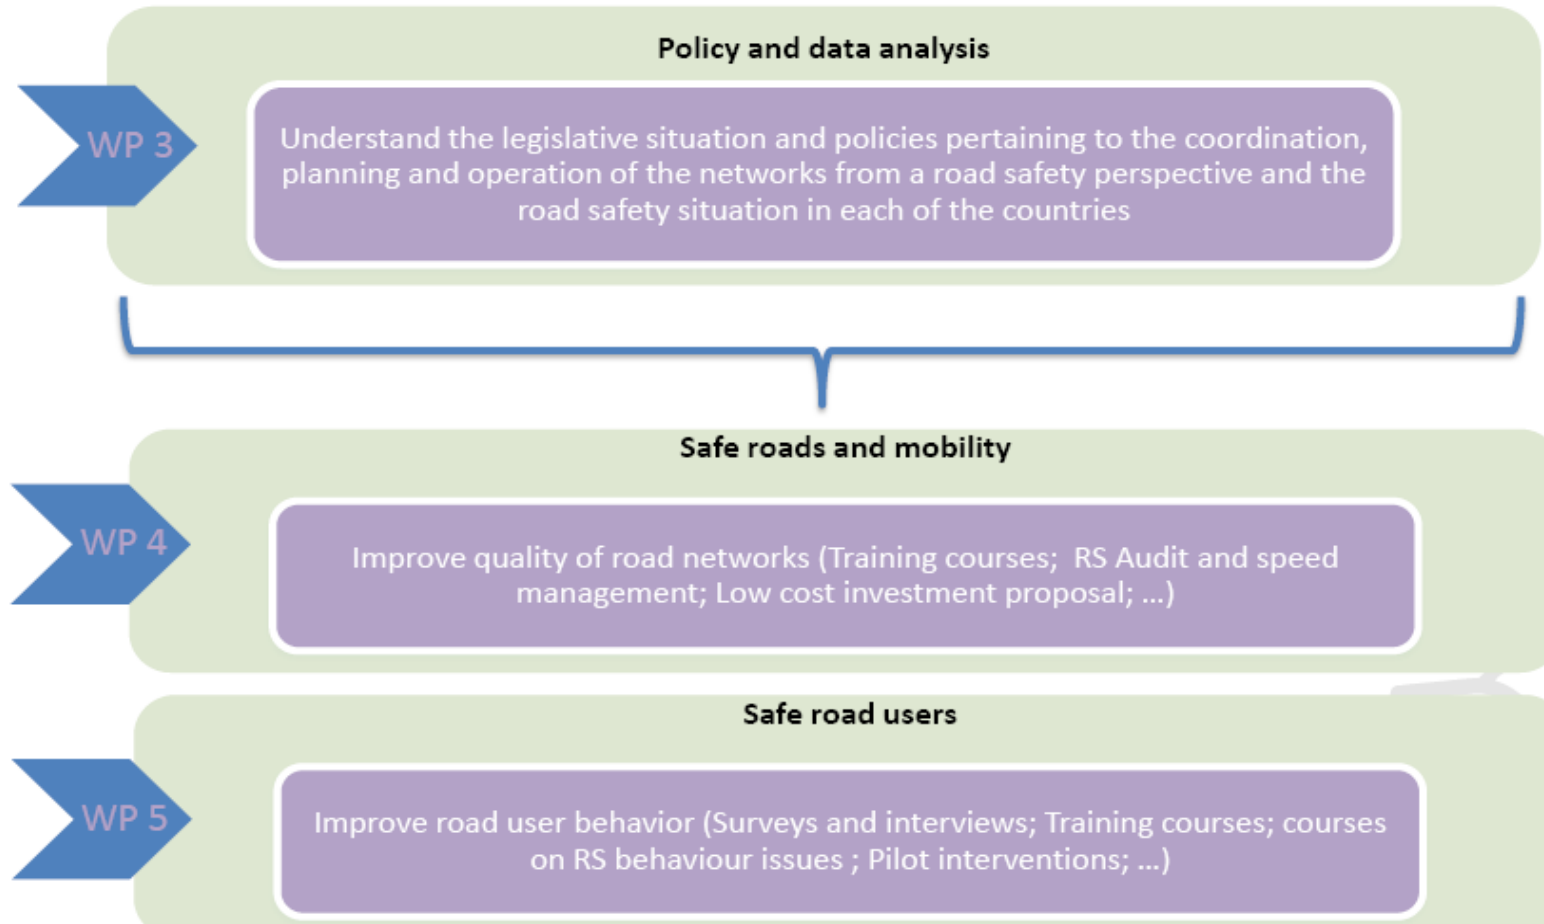 Policy and data analysis
WP 3
Understand the legislative situation and policies pertaining to the coordination,
planning and operation of the networks from a road safety perspective and the
road safety situation in each of the countries
Safe roads and mobility
WP 4
Improve quality of road networks (Training courses;  RS Audit and speed
management; Low cost investment proposal; ...)
Safe road users
WP 5
Improve road user behavior (Surveys and interviews; Training courses; courses
on RS behaviour issues ; Pilot interventions; ...)